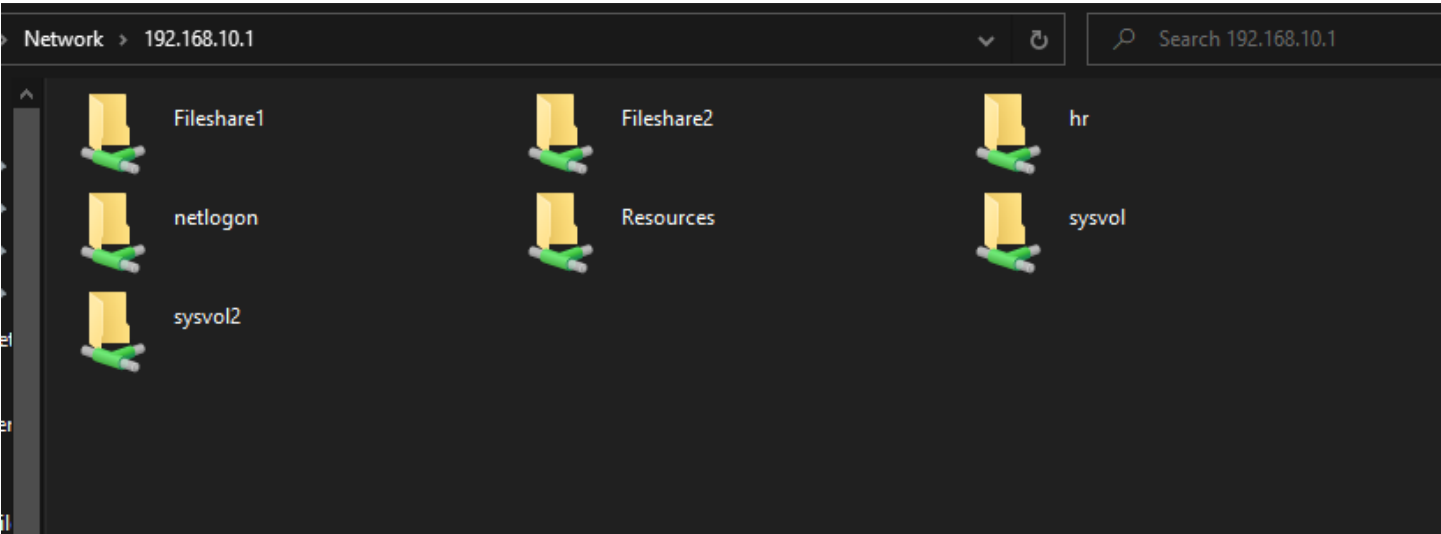 Network > 192.168.10.1
Search 192.168.10.1
Fileshare1
Fileshare2
hr
netlogon
Resources
sysvol
sysvol2